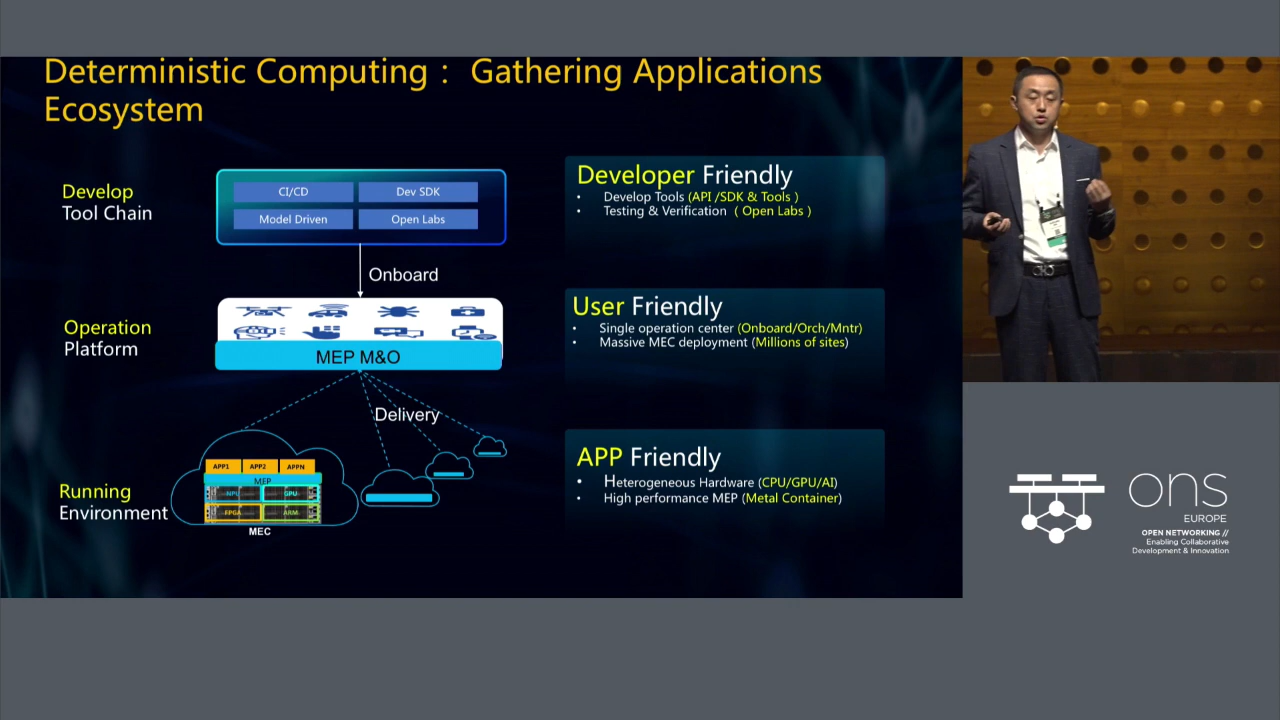 Deterministic Computing： Gathering Applications
Ecosystem
Develop
Tool Chain
CI/CD
Dev SDK
Model Driven
Open Labs
Developer Friendly
• Develop Tools (API /SDK & Tools )
• Testing & Verification ( Open Labs )
Onboard
Operation
Platform
MEP M&O
User Friendly
• Single operation center (Onboard/Orch/Mntr)
• Massive MEC deployment (Millions of sites)
Delivery
Running
Environment
APP1
APP2
APPN
MEP
NPU
GPU
FPGA
ARM
MEC
APP Friendly
• Heterogeneous Hardware (CPU/GPU/AI)
• High performance MEP (Metal Container)
ons
EUROPE
OPEN NETWORKING //
Enabling Collaborative
Development & Innovation